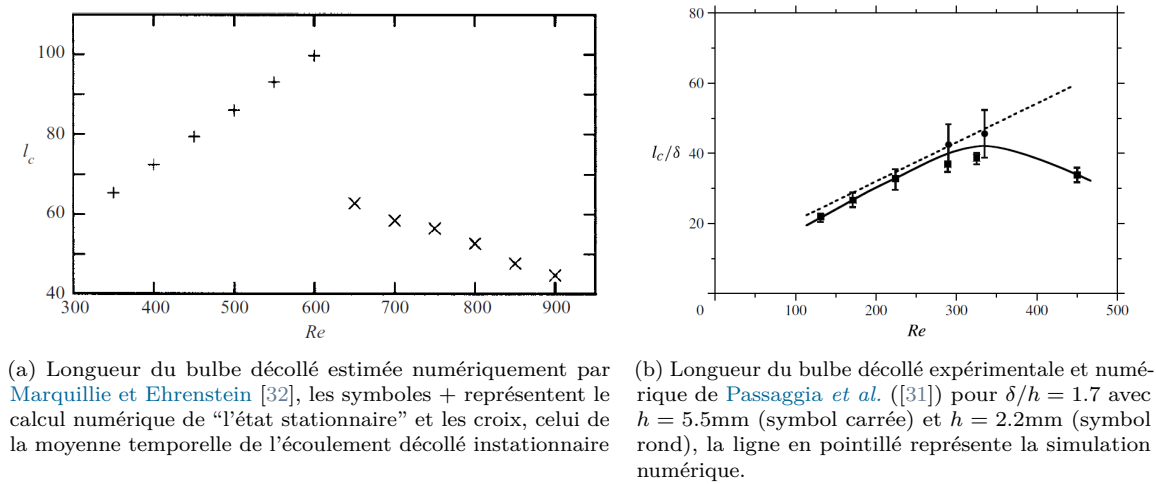 100
80
60
40
l_c
300
400
500
600
700
800
900
Re
80
60
40
20
0
l_c/δ
100
200
300
400
500
Re
(a) Longueur du bulbe décollé estimée numériquement par
Marquillie et Ehrenstein [32], les symboles + représentent le
calcul numérique de “l'état stationnaire” et les croix, celui de
la moyenne temporelle de l'écoulement décollé instationnaire
(b) Longueur du bulbe décollé expérimentale et numé-
rique de Passaggia et al. ([31]) pour δ/h = 1.7 avec
h = 5.5mm (symbol carrée) et h = 2.2mm (symbol
rond), la ligne en pointillé représente la simulation
numérique.